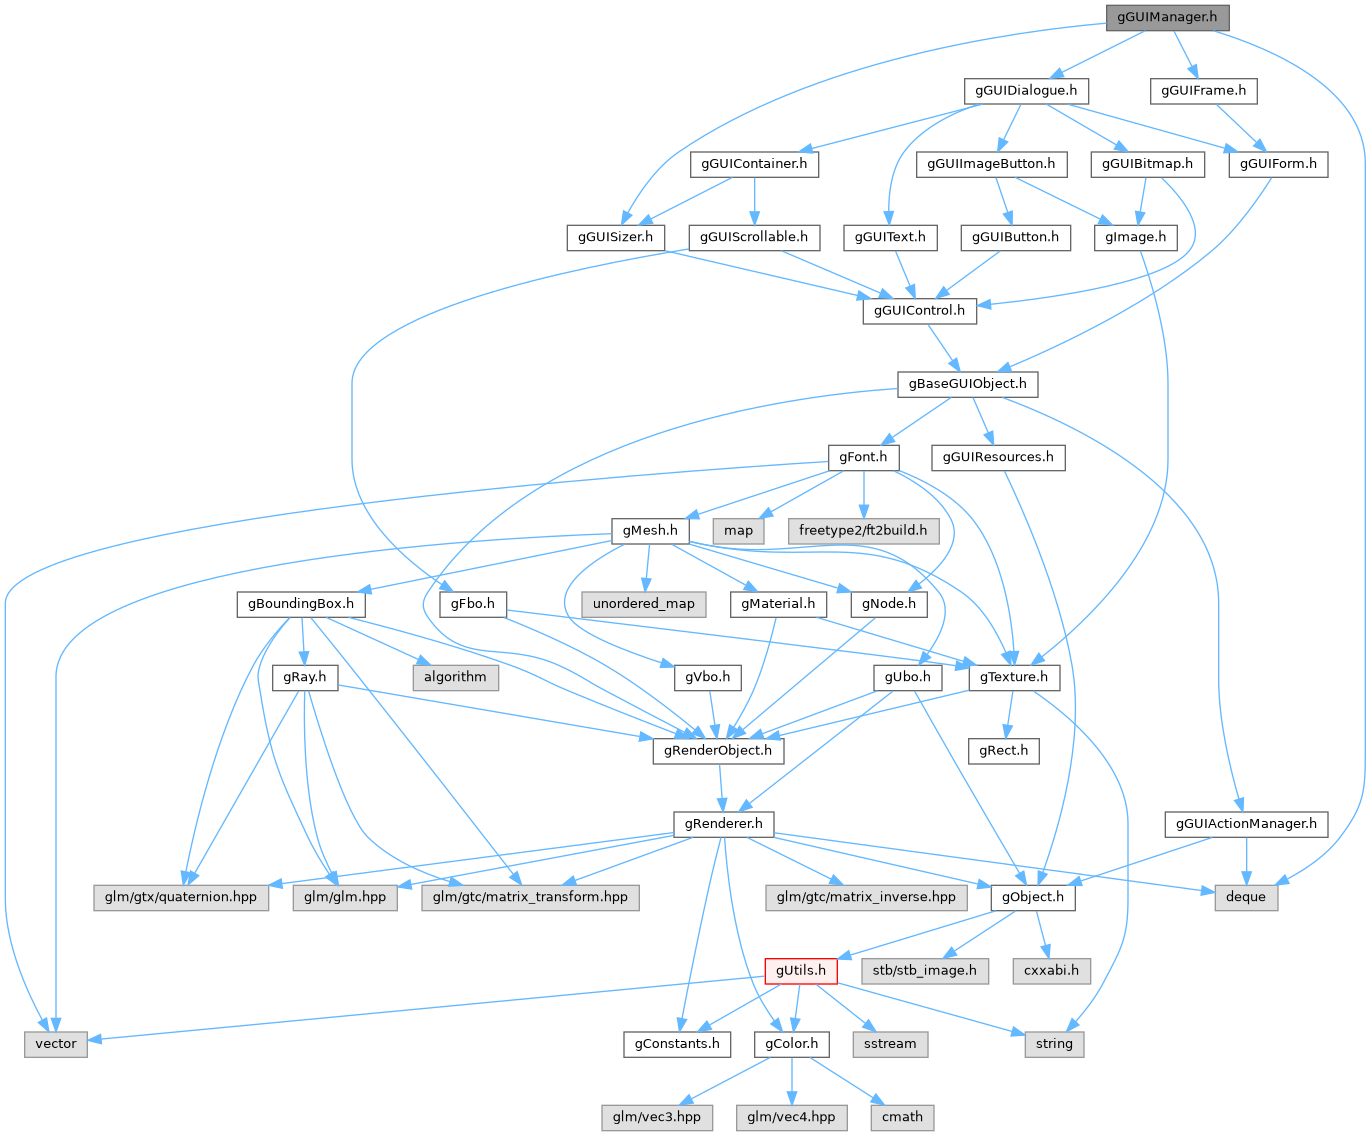 gGUIManager.h
gGUIDialogue.h
gGUIFrame.h
gGUIContainer.h
gGUIImageButton.h
gGUIBitmap.h
gGUIForm.h
gGUISizer.h
gGUIScrollable.h
gGUIText.h
gGUIButton.h
gImage.h
gGUIControl.h
gBaseGUIObject.h
gFont.h
gGUIResources.h
gMesh.h
map
freetype2/ft2build.h
gBoundingBox.h
gFbo.h
unordered_map
gMaterial.h
gNode.h
gRay.h
algorithm
gVbo.h
gUbo.h
gTexture.h
gRenderObject.h
gRect.h
gRenderer.h
gGUIActionManager.h
glm/gtx/quaternion.hpp
glm/glm.hpp
glm/gtc/matrix_transform.hpp
glm/gtc/matrix_inverse.hpp
gObject.h
deque
gUtils.h
stb/stb_image.h
cxxabi.h
vector
gConstants.h
gColor.h
sstream
string
glm/vec3.hpp
glm/vec4.hpp
cmath